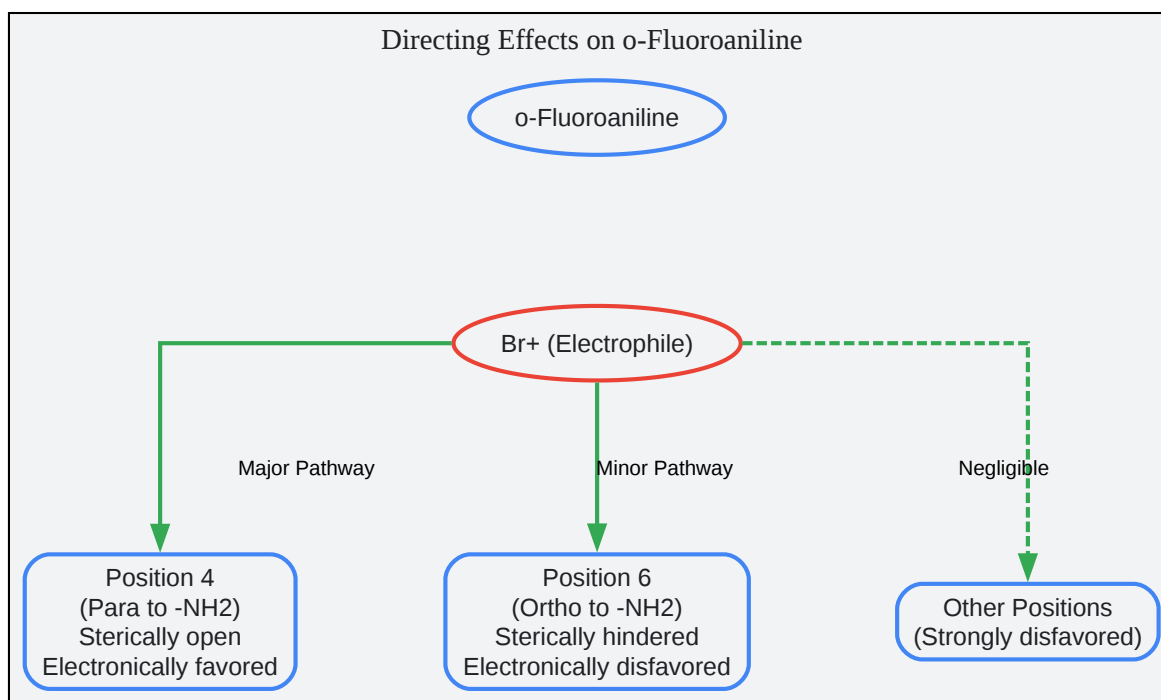 Directing Effects on o-Fluoroaniline
o-Fluoroaniline
Br+ (Electrophile)
Major Pathway
Minor Pathway
Negligible
Position 4
(Para to -NH2)
Sterically open
Electronically favored
Position 6
(Ortho to -NH2)
Sterically hindered
Electronically disfavored
Other Positions
(Strongly disfavored)